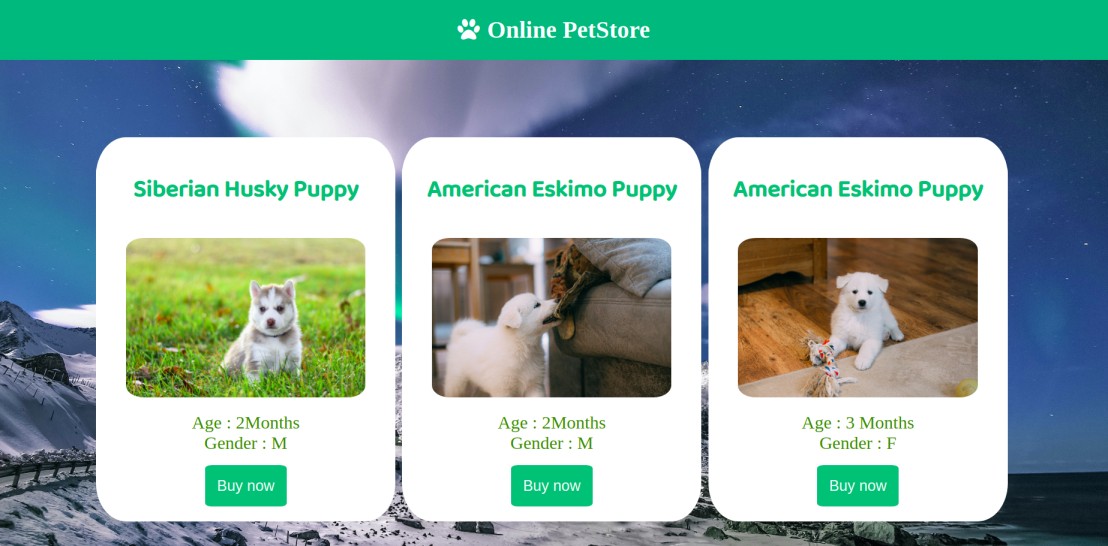 Online PetStore
Siberian Husky Puppy
Age : 2Months
Gender : M
Buy now
American Eskimo Puppy
Age : 2Months
Gender : M
Buy now
American Eskimo Puppy
Age : 3 Months
Gender : F
Buy now